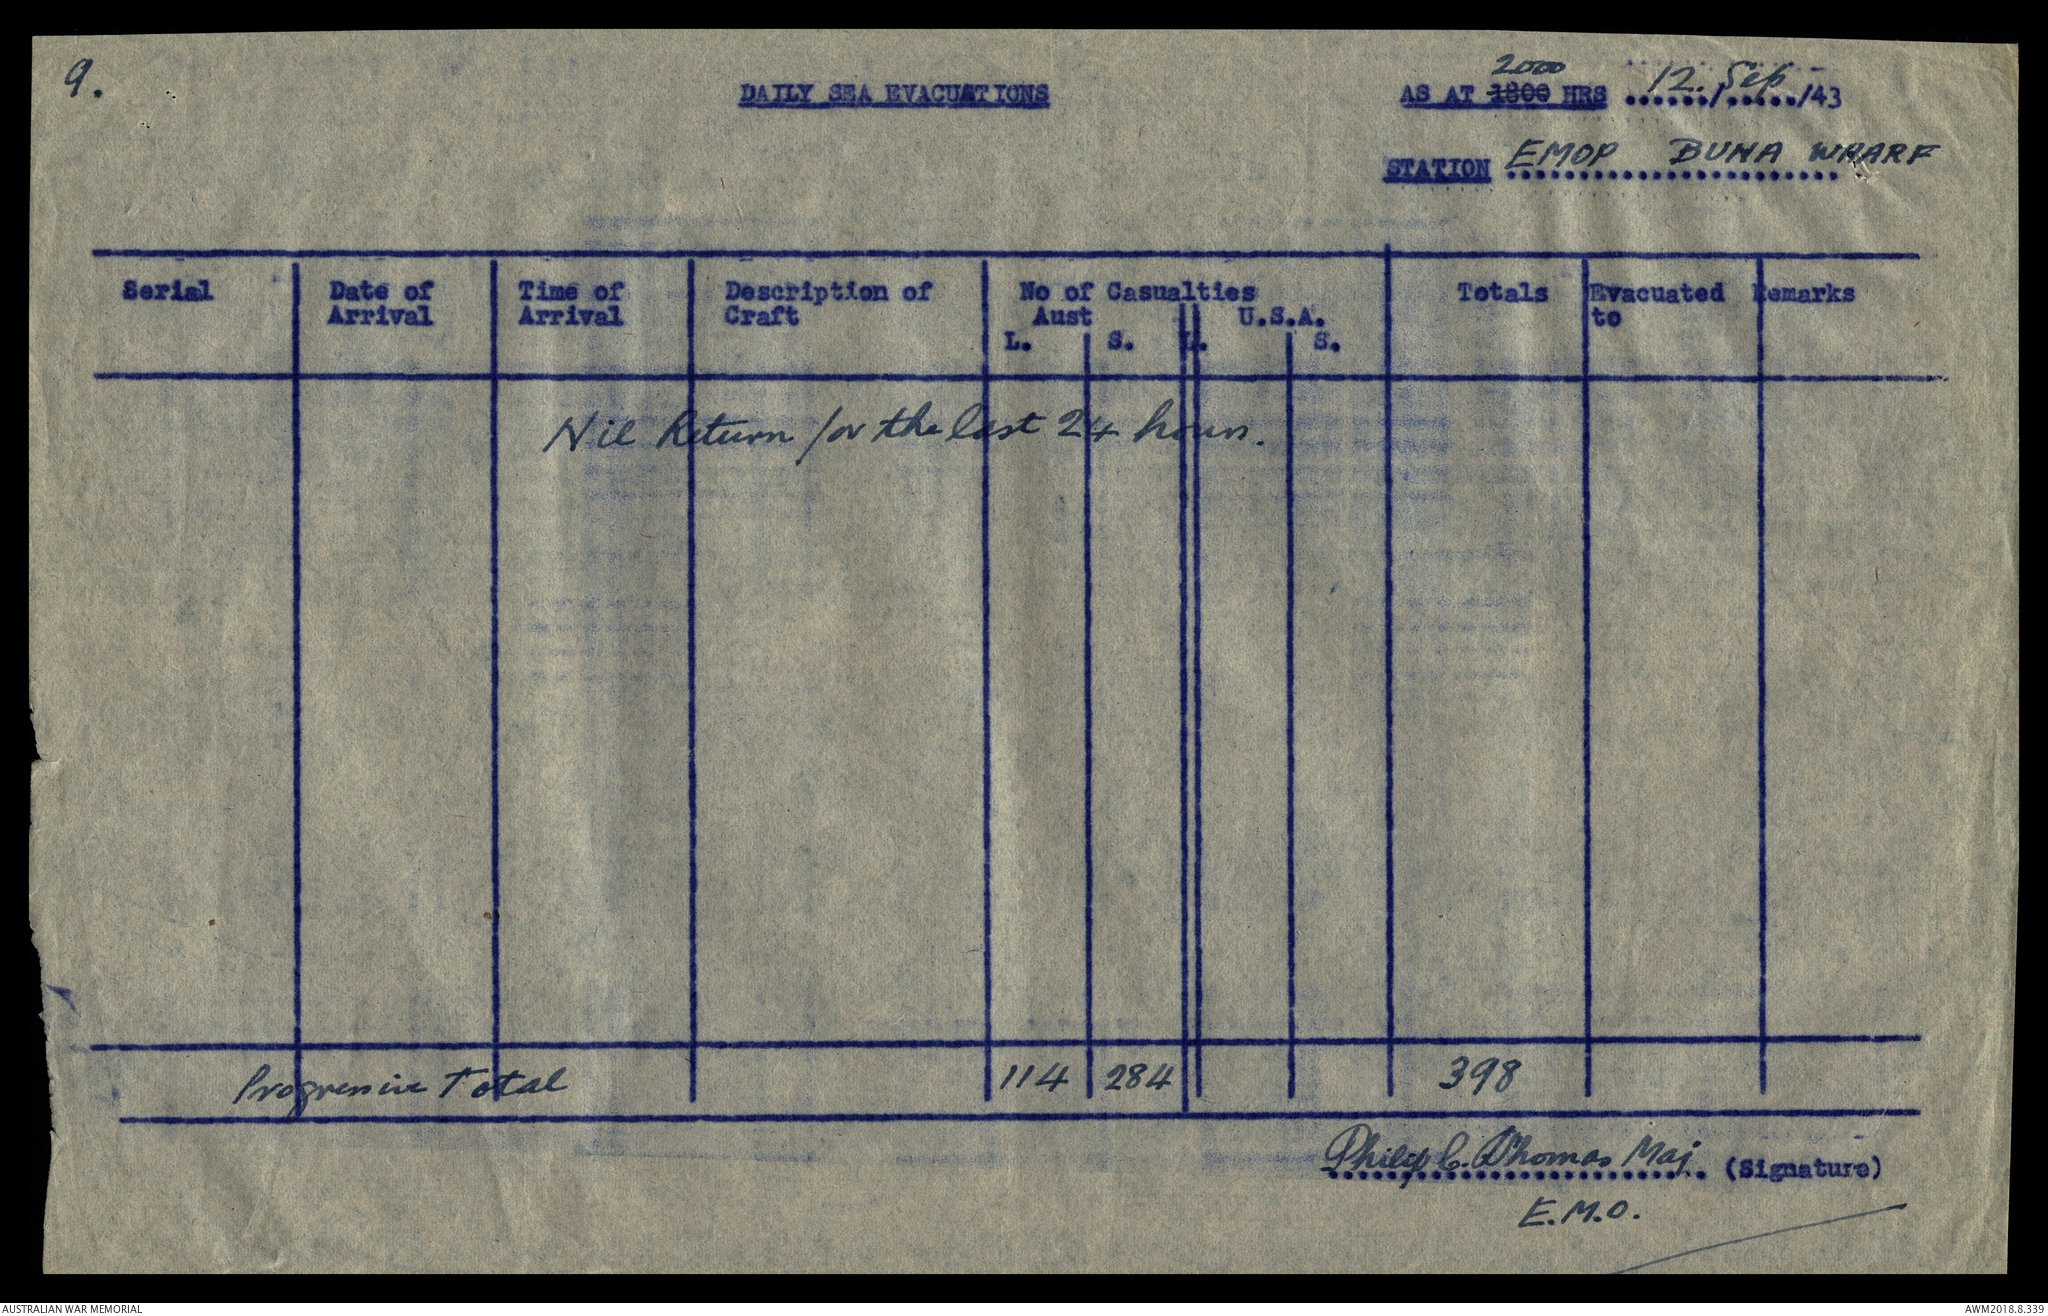 9.
DAILY SEA EVACUATIONS
2000
AS AT 1800 HRS 12./Sep/43
STATION EMOP BUNA WHARF
Serial
Date of
Arrival
Time of
Arrival
Description of
Craft
No of Casualties
Aust
L. S.
U.S.A.
L. S.
Totals
Evacuated
to
Remarks
Nil Return for the last 24 hours.
Progressive Total 114 284 398
Philip C. Thomas Maj (Signature)
E.M.O.
AUSTRALIAN WAR MEMORIAL
AWM2018.8.339